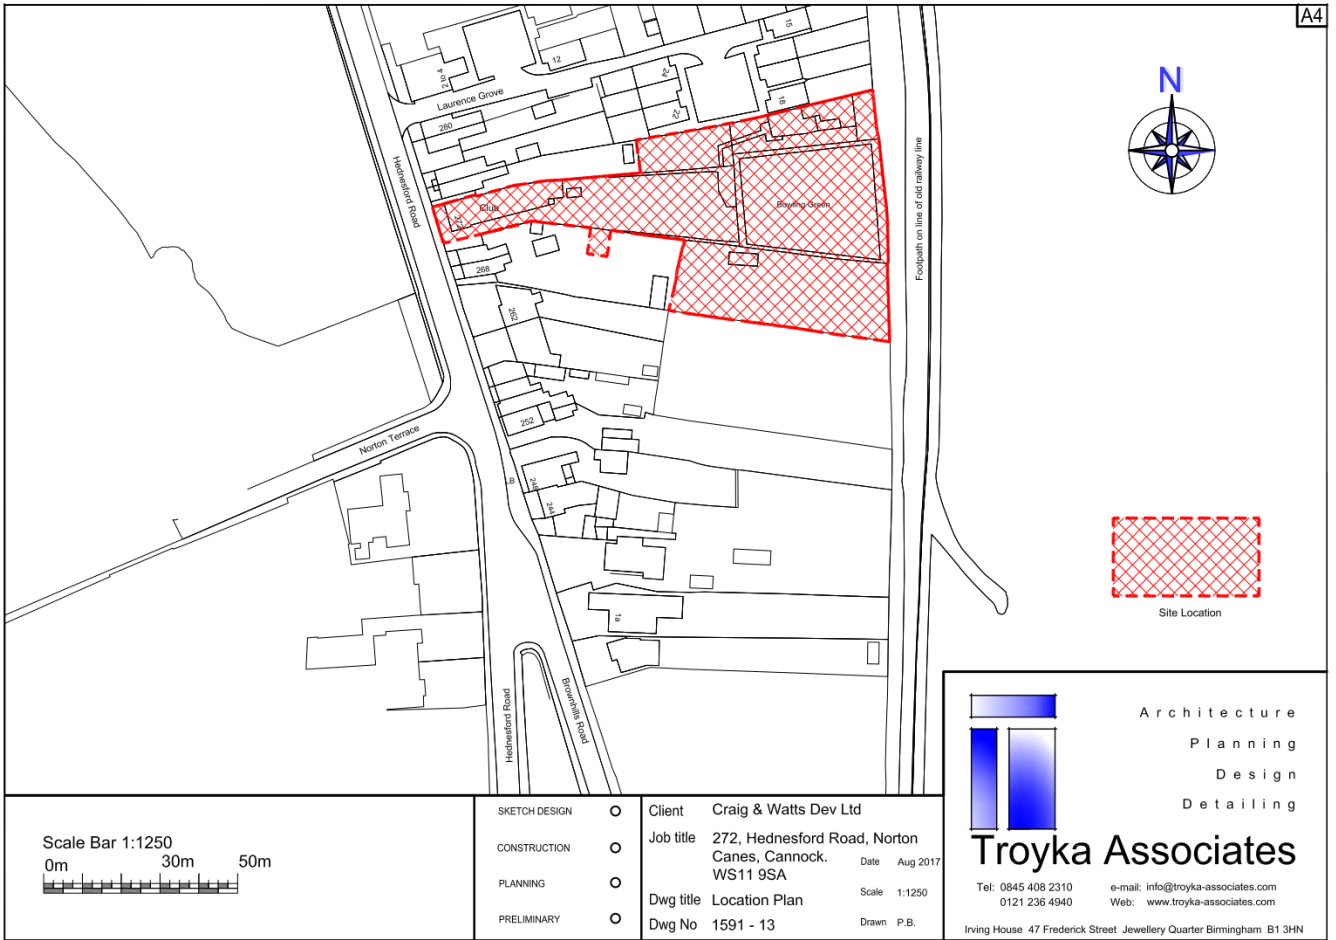 A4
N
15
12
2 to 4
24
Laurence Grove
22
18
280
Hednesford Road
Footpath on line of old railway line
Club
Bowling Green
268
262
252
Norton Terrace
248
244
1a
Hednesford Road
Brownhills Road
Site Location
Scale Bar 1:1250
0m 30m 50m
SKETCH DESIGN
CONSTRUCTION
PLANNING
PRELIMINARY
Client Craig & Watts Dev Ltd
Job title 272, Hednesford Road, Norton
Canes, Cannock.
WS11 9SA
Date Aug 2017
Scale 1:1250
Dwg title Location Plan
Dwg No 1591 - 13
Drawn P.B.
Architecture
Planning
Design
Detailing
Troyka Associates
Tel: 0845 408 2310 e-mail: info@troyka-associates.com
0121 236 4940 Web: www.troyka-associates.com
Irving House 47 Frederick Street Jewellery Quarter Birmingham B1 3HN